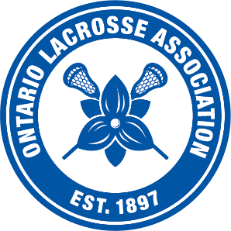 ONTARIO LACROSSE ASSOCIATION
EST. 1897